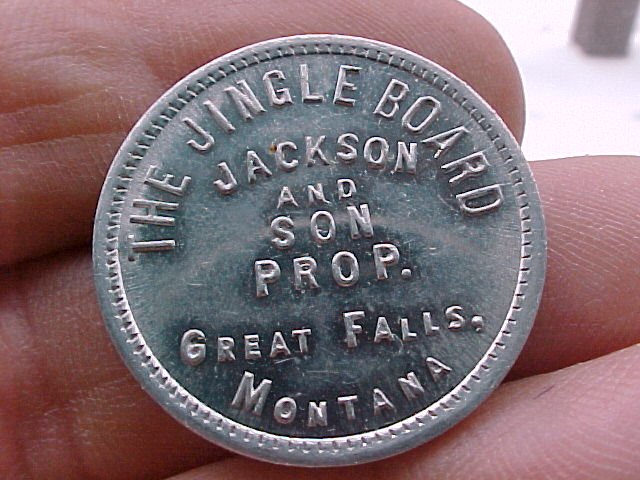 THE JINGLE BOARD
JACKSON
AND
SON
PROP.
GREAT FALLS,
MONTANA